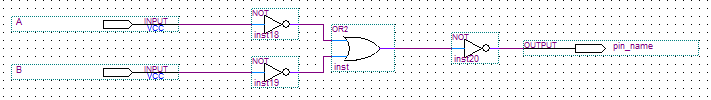 A
INPUT
VCC
NOT
inst18
OR2
inst
NOT
inst20
OUTPUT
pin_name
B
INPUT
VCC
NOT
inst19